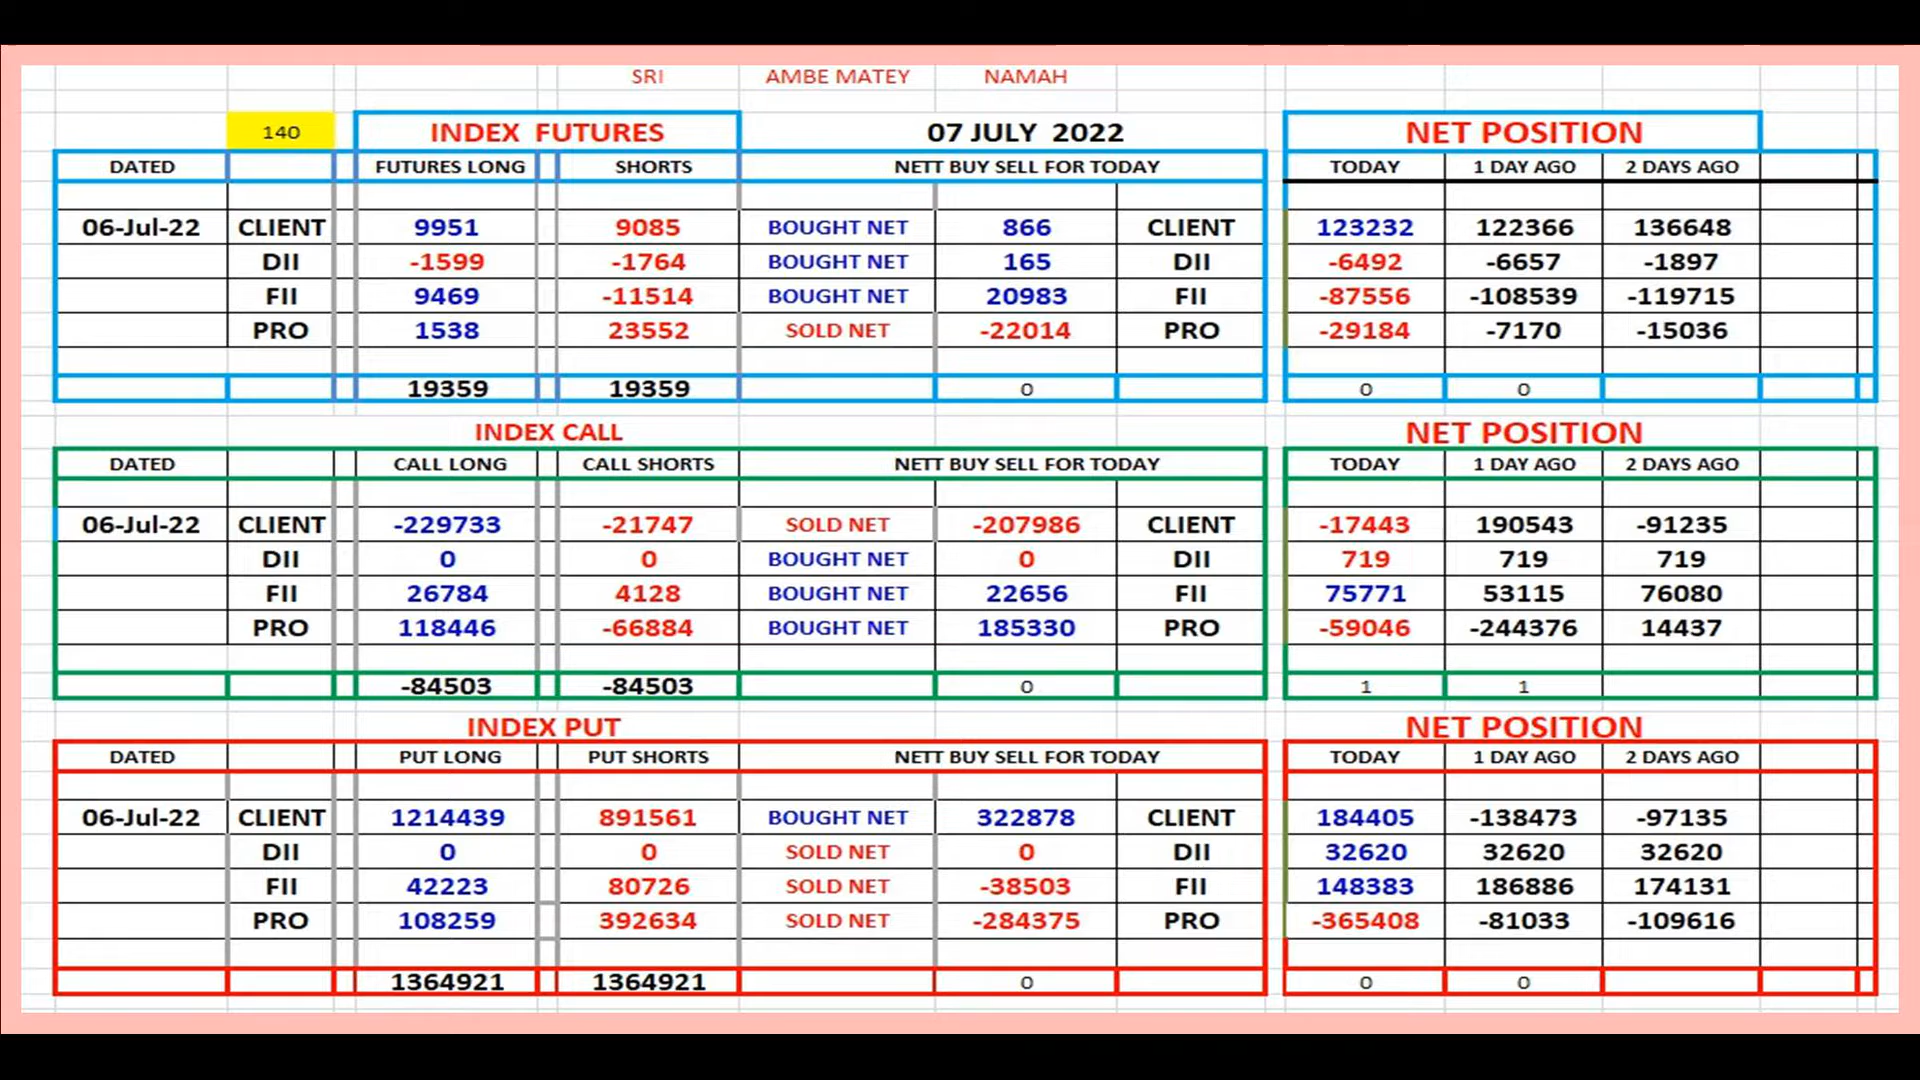 SRI AMBE MATEY NAMAH
140 INDEX FUTURES 07 JULY 2022 NET POSITION
DATED FUTURES LONG SHORTS NETT BUY SELL FOR TODAY TODAY 1 DAY AGO 2 DAYS AGO
06-Jul-22 CLIENT 9951 9085 BOUGHT NET 866 CLIENT 123232 122366 136648
DII -1599 -1764 BOUGHT NET 165 DII -6492 -6657 -1897
FII 9469 -11514 BOUGHT NET 20983 FII -87556 -108539 -119715
PRO 1538 23552 SOLD NET -22014 PRO -29184 -7170 -15036
19359 19359 0 0 0
INDEX CALL NET POSITION
DATED CALL LONG CALL SHORTS NETT BUY SELL FOR TODAY TODAY 1 DAY AGO 2 DAYS AGO
06-Jul-22 CLIENT -229733 -21747 SOLD NET -207986 CLIENT -17443 190543 -91235
DII 0 0 BOUGHT NET 0 DII 719 719 719
FII 26784 4128 BOUGHT NET 22656 FII 75771 53115 76080
PRO 118446 -66884 BOUGHT NET 185330 PRO -59046 -244376 14437
-84503 -84503 0 1 1
INDEX PUT NET POSITION
DATED PUT LONG PUT SHORTS NETT BUY SELL FOR TODAY TODAY 1 DAY AGO 2 DAYS AGO
06-Jul-22 CLIENT 1214439 891561 BOUGHT NET 322878 CLIENT 184405 -138473 -97135
DII 0 0 SOLD NET 0 DII 32620 32620 32620
FII 42223 80726 SOLD NET -38503 FII 148383 186886 174131
PRO 108259 392634 SOLD NET -284375 PRO -365408 -81033 -109616
1364921 1364921 0 0 0